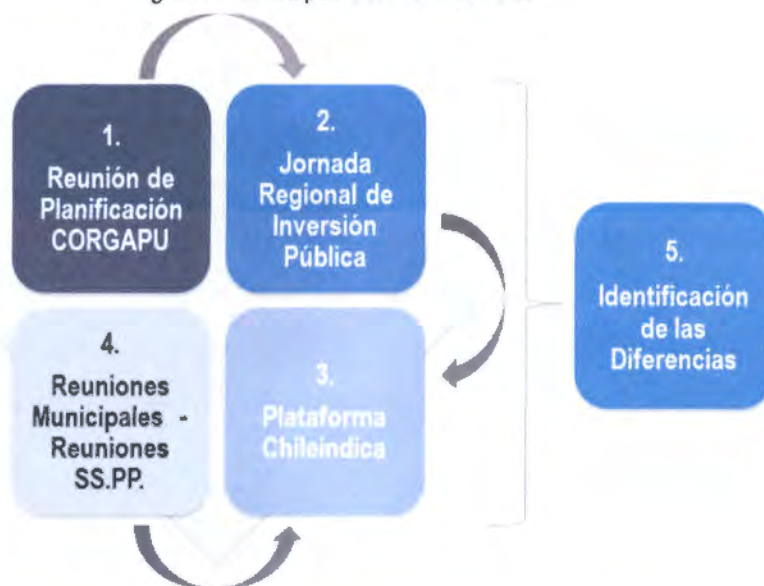 1.
Reunión de
Planificación
CORGAPU
2.
Jornada
Regional de
Inversión
Pública
3.
Plataforma
Chileindica
4.
Reuniones
Municipales -
Reuniones
SS.PP.
5.
Identificación
de las
Diferencias